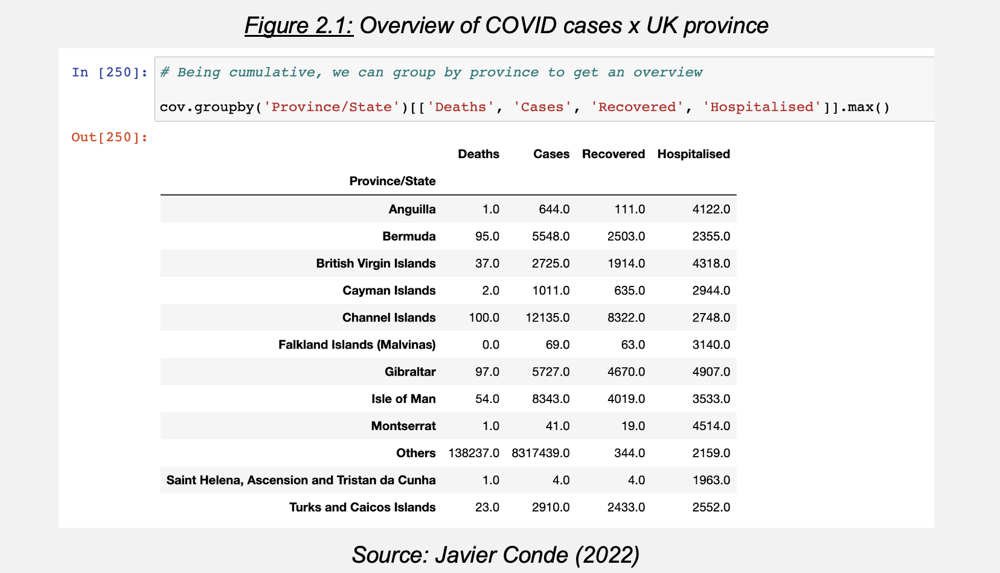 Figure 2.1: Overview of COVID cases x UK province
In [250]: # Being cumulative, we can group by province to get an overview
cov.groupby('Province/State')[['Deaths', 'Cases', 'Recovered', 'Hospitalised']].max()
Out[250]:
Deaths Cases Recovered Hospitalised
Province/State
Anguilla 1.0 644.0 111.0 4122.0
Bermuda 95.0 5548.0 2503.0 2355.0
British Virgin Islands 37.0 2725.0 1914.0 4318.0
Cayman Islands 2.0 1011.0 635.0 2944.0
Channel Islands 100.0 12135.0 8322.0 2748.0
Falkland Islands (Malvinas) 0.0 69.0 63.0 3140.0
Gibraltar 97.0 5727.0 4670.0 4907.0
Isle of Man 54.0 8343.0 4019.0 3533.0
Montserrat 1.0 41.0 19.0 4514.0
Others 138237.0 8317439.0 344.0 2159.0
Saint Helena, Ascension and Tristan da Cunha 1.0 4.0 4.0 1963.0
Turks and Caicos Islands 23.0 2910.0 2433.0 2552.0
Source: Javier Conde (2022)